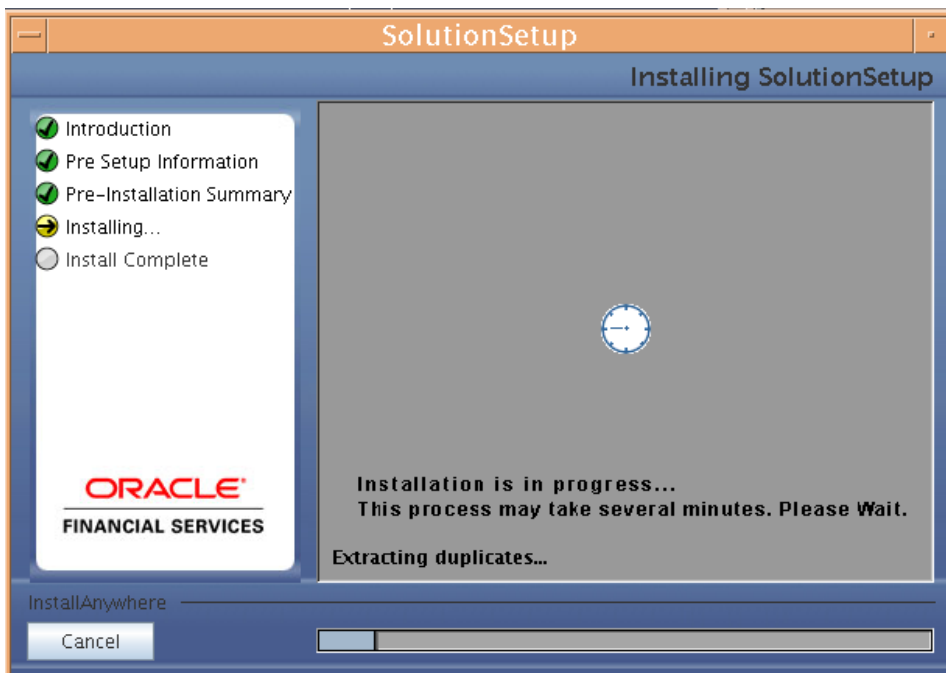 SolutionSetup
Installing SolutionSetup
Introduction
Pre Setup Information
Pre-Installation Summary
Installing...
Install Complete
ORACLE
FINANCIAL SERVICES
Installation is in progress...
This process may take several minutes. Please Wait.
Extracting duplicates...
InstallAnywhere
Cancel